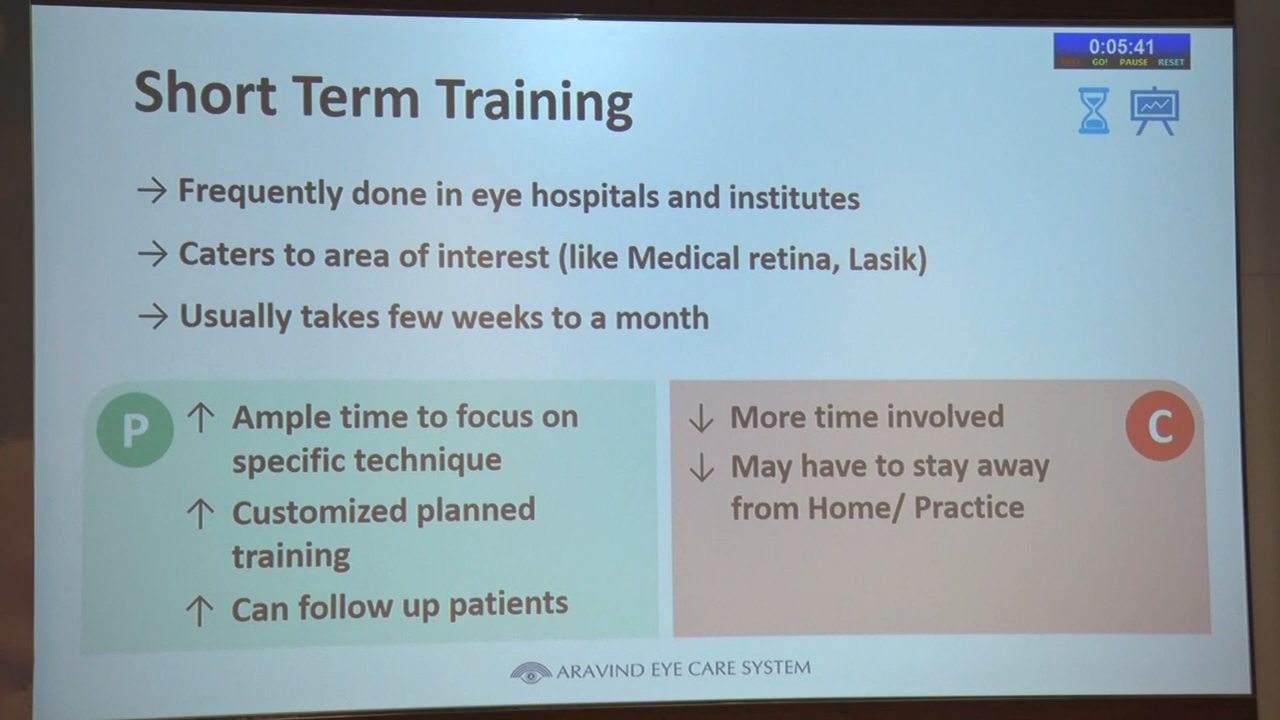 0:05:41
GO! PAUSE RESET
Short Term Training
→ Frequently done in eye hospitals and institutes
→ Caters to area of interest (like Medical retina, Lasik)
→ Usually takes few weeks to a month
P
↑ Ample time to focus on
specific technique
↑ Customized planned
training
↑ Can follow up patients
C
↓ More time involved
↓ May have to stay away
from Home/ Practice
ARAVIND EYE CARE SYSTEM